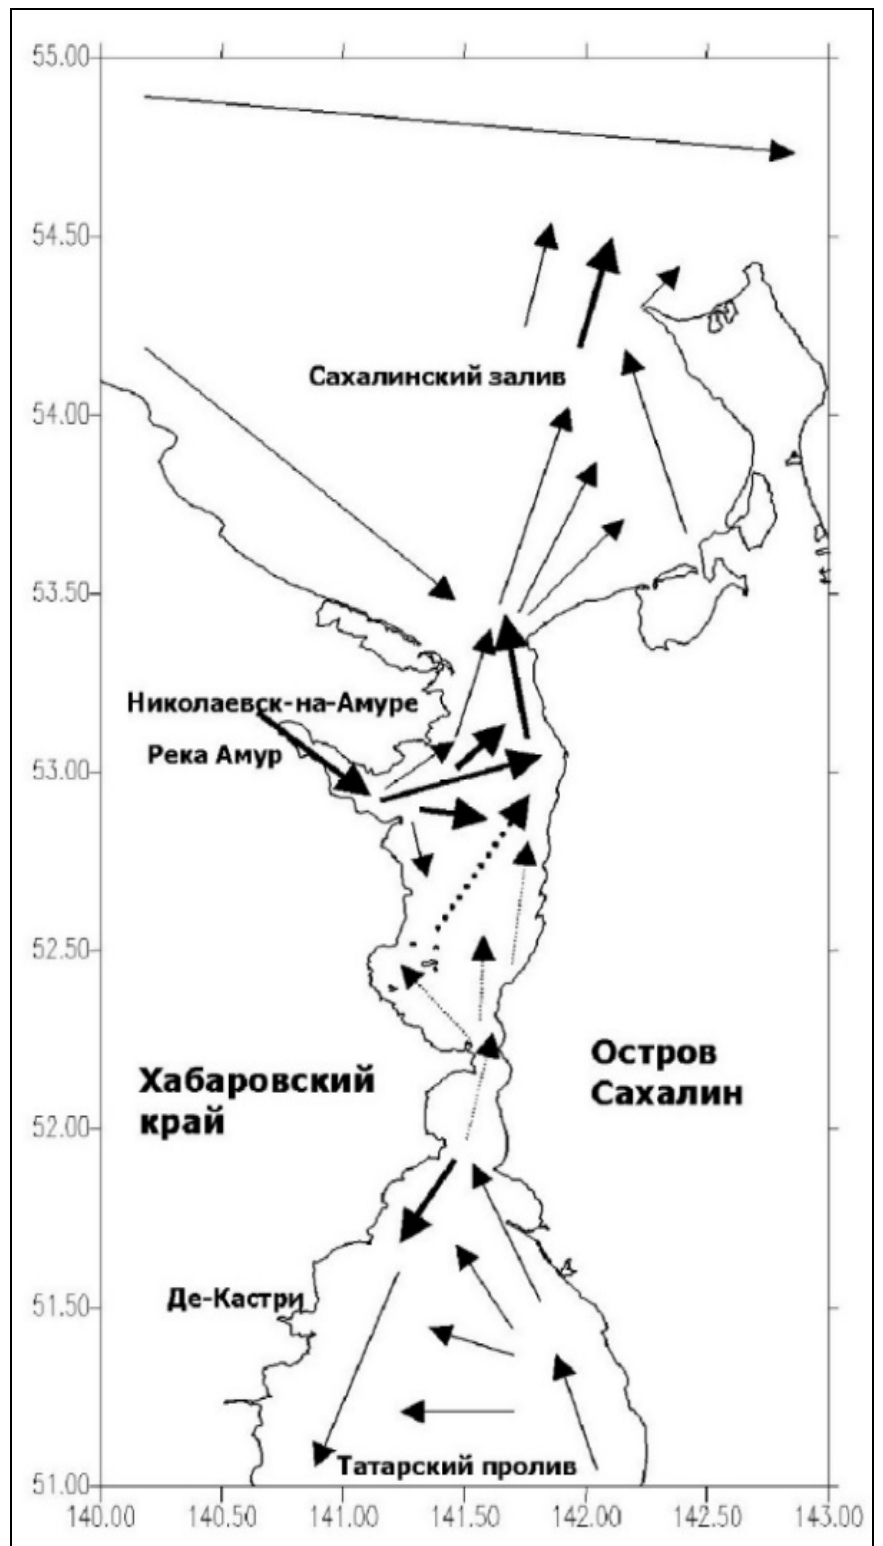 55.00
54.50
Сахалинский залив
54.00
53.50
Николаевск-на-Амуре
Река Амур
53.00
52.50
Остров
Сахалин
Хабаровский
край
52.00
Де-Кастри
51.50
Татарский пролив
51.00
140.00 140.50 141.00 141.50 142.00 142.50 143.00